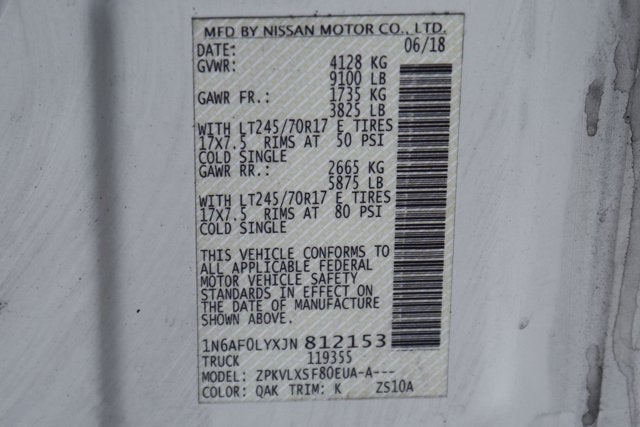 MFD BY NISSAN MOTOR CO., LTD.
DATE: 06/18
GVWR: 4128 KG
9100 LB
GAWR FR.: 1735 KG
3825 LB
WITH LT245/70R17 E TIRES
17X7.5 RIMS AT 50 PSI
COLD SINGLE
GAWR RR.: 2665 KG
5875 LB
WITH LT245/70R17 E TIRES
17X7.5 RIMS AT 80 PSI
COLD SINGLE
THIS VEHICLE CONFORMS TO
ALL APPLICABLE FEDERAL
MOTOR VEHICLE SAFETY
STANDARDS IN EFFECT ON
THE DATE OF MANUFACTURE
SHOWN ABOVE.
1N6AF0LYXJN 812153
TRUCK 119355
MODEL: ZPKVLXSF80EUA-A---
COLOR: QAK TRIM: K ZS10A